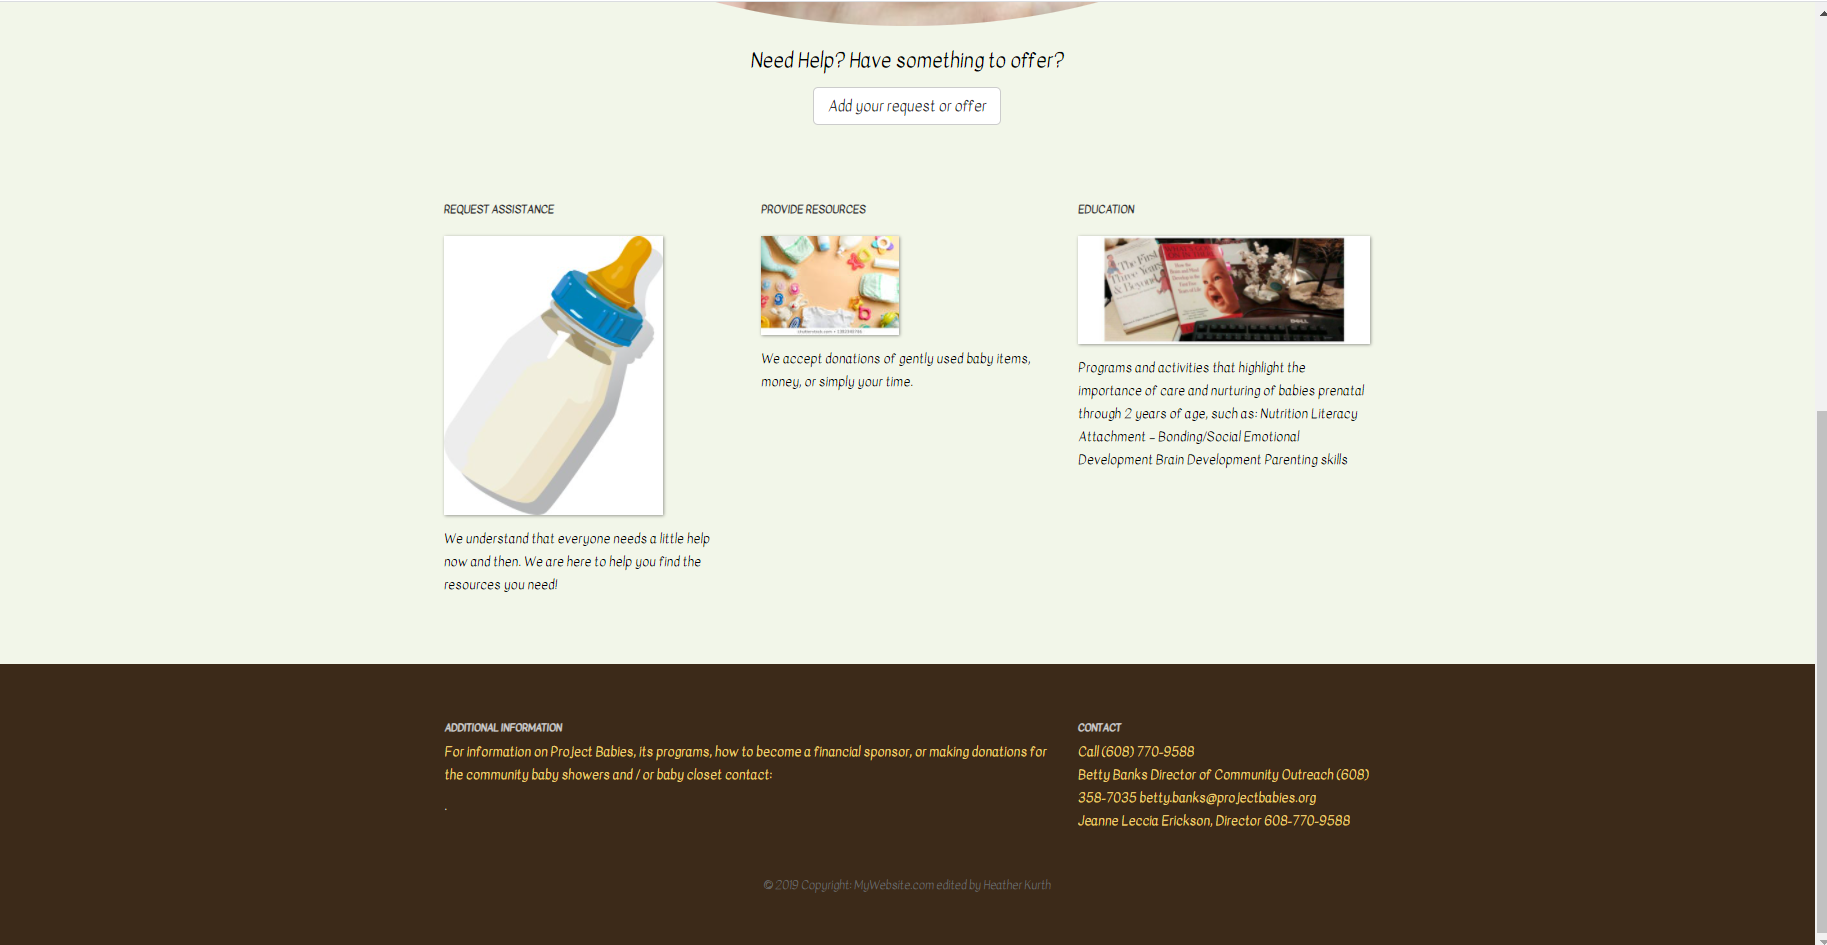 Need Help? Have something to offer?
Add your request or offer
REQUEST ASSISTANCE
We understand that everyone needs a little help
now and then. We are here to help you find the
resources you need!
PROVIDE RESOURCES
We accept donations of gently used baby items,
money, or simply your time.
EDUCATION
The First
Three Years
& Beyond
DELL
Programs and activities that highlight the
importance of care and nurturing of babies prenatal
through 2 years of age, such as: Nutrition Literacy
Attachment – Bonding/Social Emotional
Development Brain Development Parenting skills
ADDITIONAL INFORMATION
For information on Project Babies, its programs, how to become a financial sponsor, or making donations for
the community baby showers and / or baby closet contact:
.
CONTACT
Call (608) 770-9588
Betty Banks Director of Community Outreach (608)
358-7035 betty.banks@projectbabies.org
Jeanne Leccia Erickson, Director 608-770-9588
© 2019 Copyright: MyWebsite.com edited by Heather Kurth